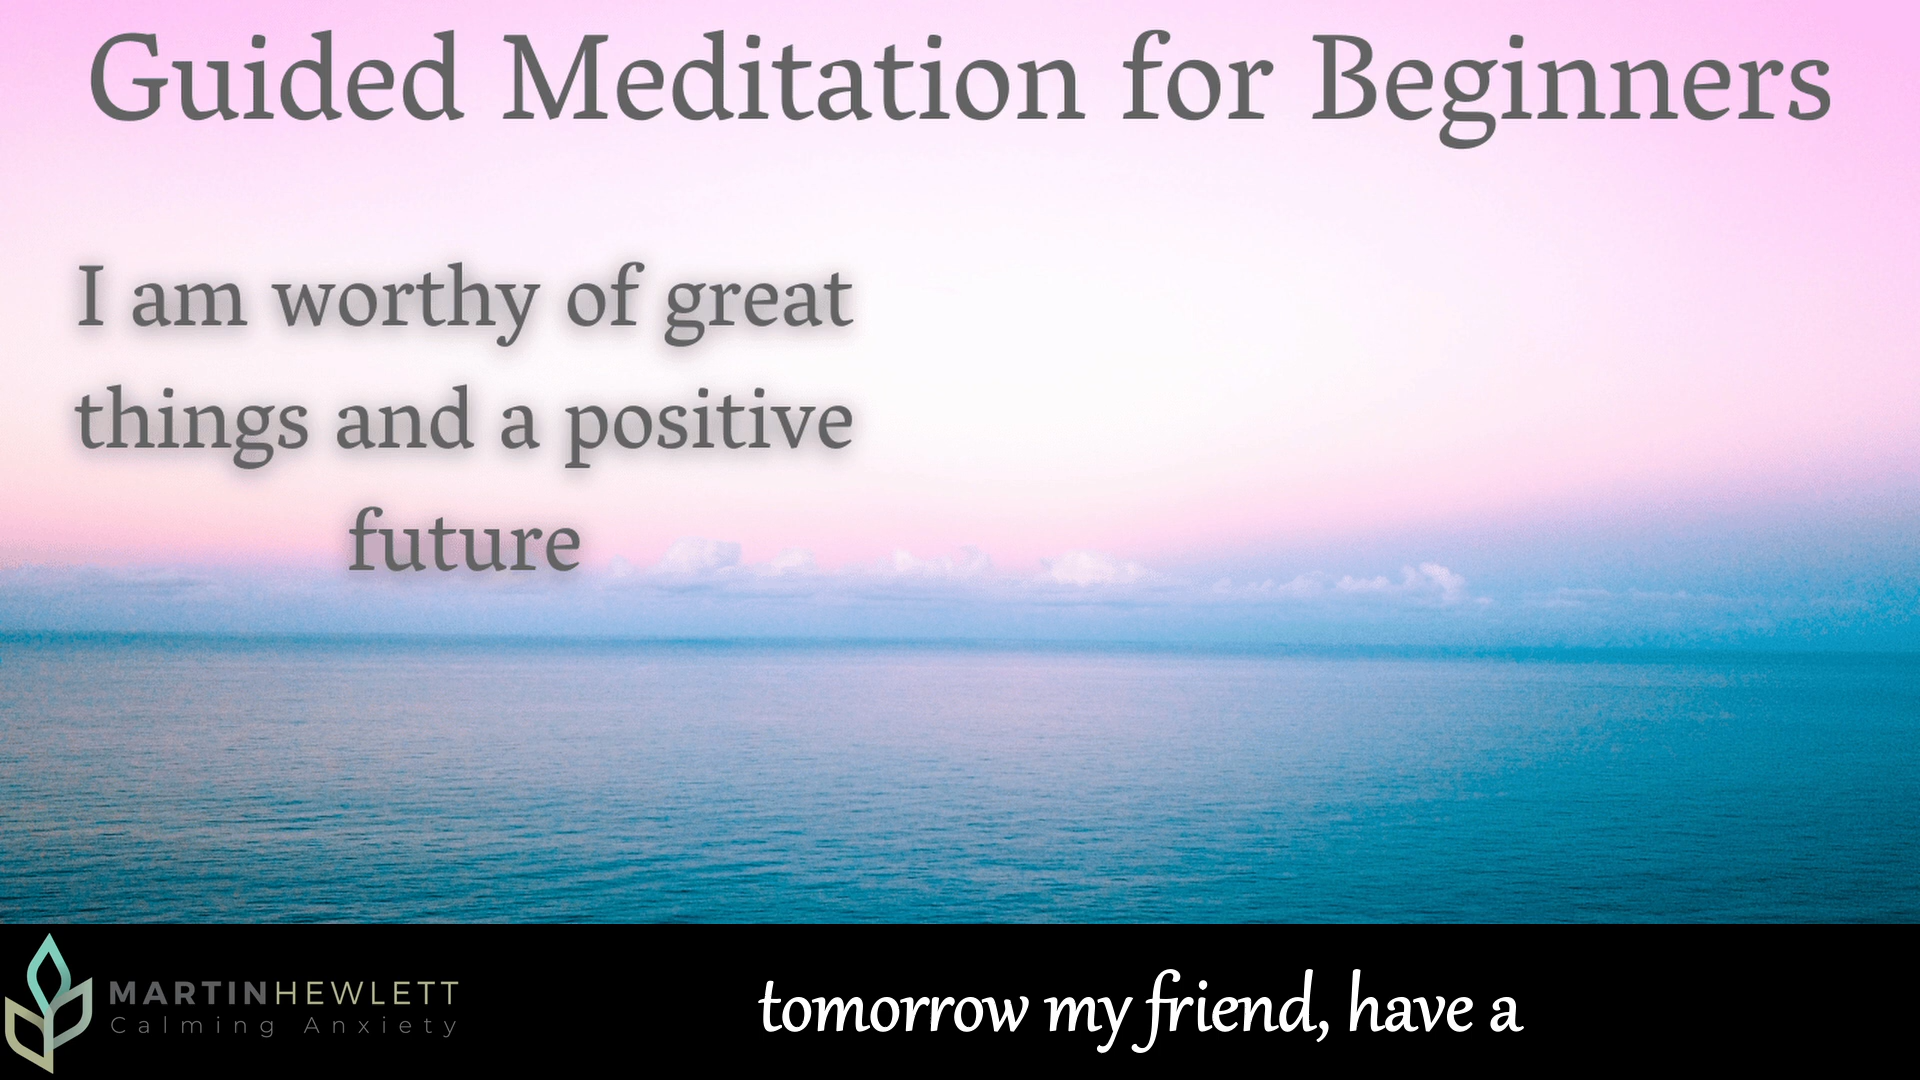 Guided Meditation for Beginners
I am worthy of great
things and a positive
future
MARTINHEWLETT
Calming Anxiety
tomorrow my friend, have a